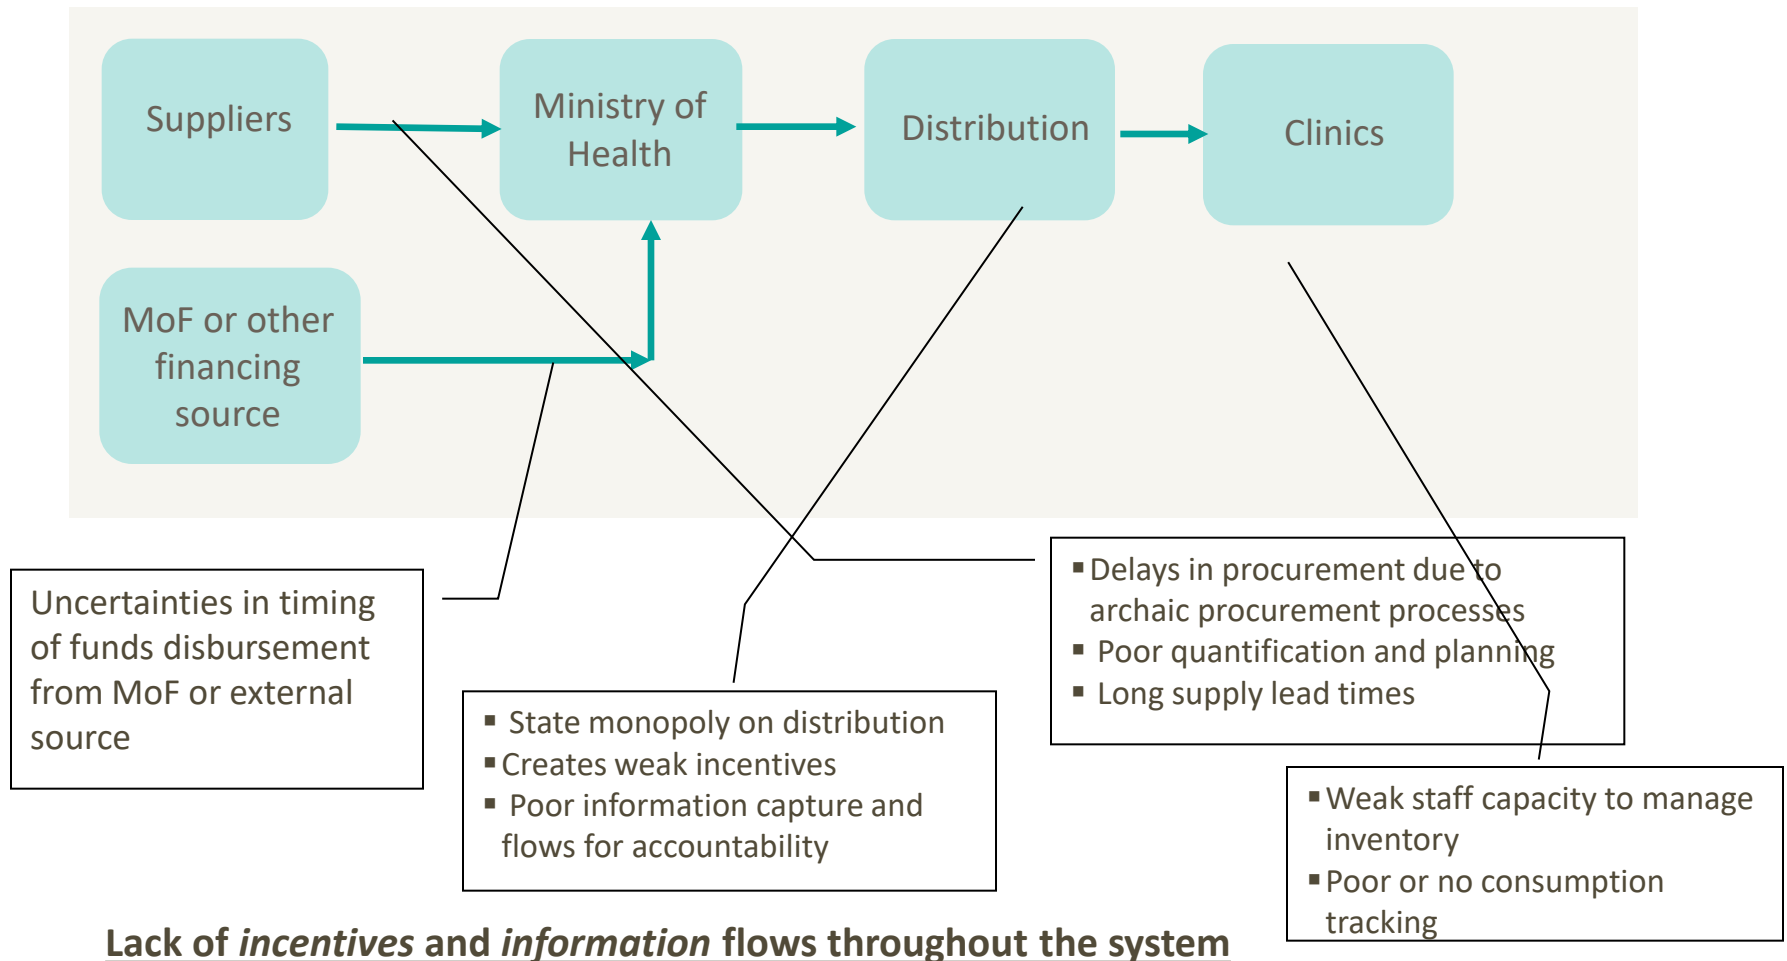 Suppliers
Ministry of
Health
Distribution
Clinics
MoF or other
financing
source
Uncertainties in timing
of funds disbursement
from MoF or external
source
▪ State monopoly on distribution
▪ Creates weak incentives
▪ Poor information capture and
flows for accountability
▪ Delays in procurement due to
archaic procurement processes
▪ Poor quantification and planning
▪ Long supply lead times
▪ Weak staff capacity to manage
inventory
▪ Poor or no consumption
tracking
Lack of incentives and information flows throughout the system